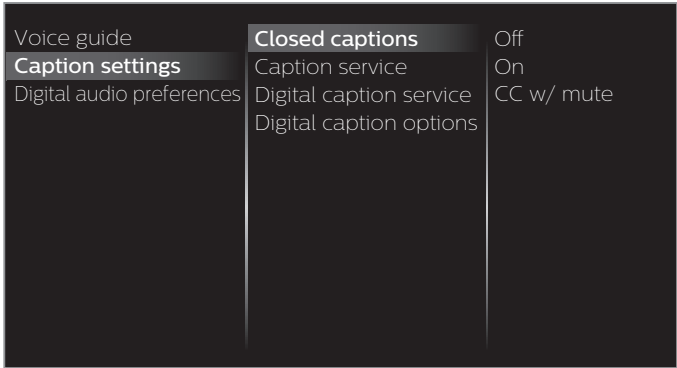 Voice guide
Caption settings
Digital audio preferences
Closed captions
Caption service
Digital caption service
Digital caption options
Off
On
CC w/ mute